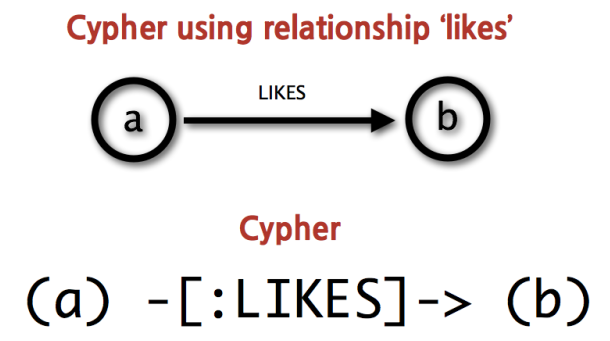 Cypher using relationship ‘likes’
LIKES
a
b
Cypher
(a) -[:LIKES]-> (b)